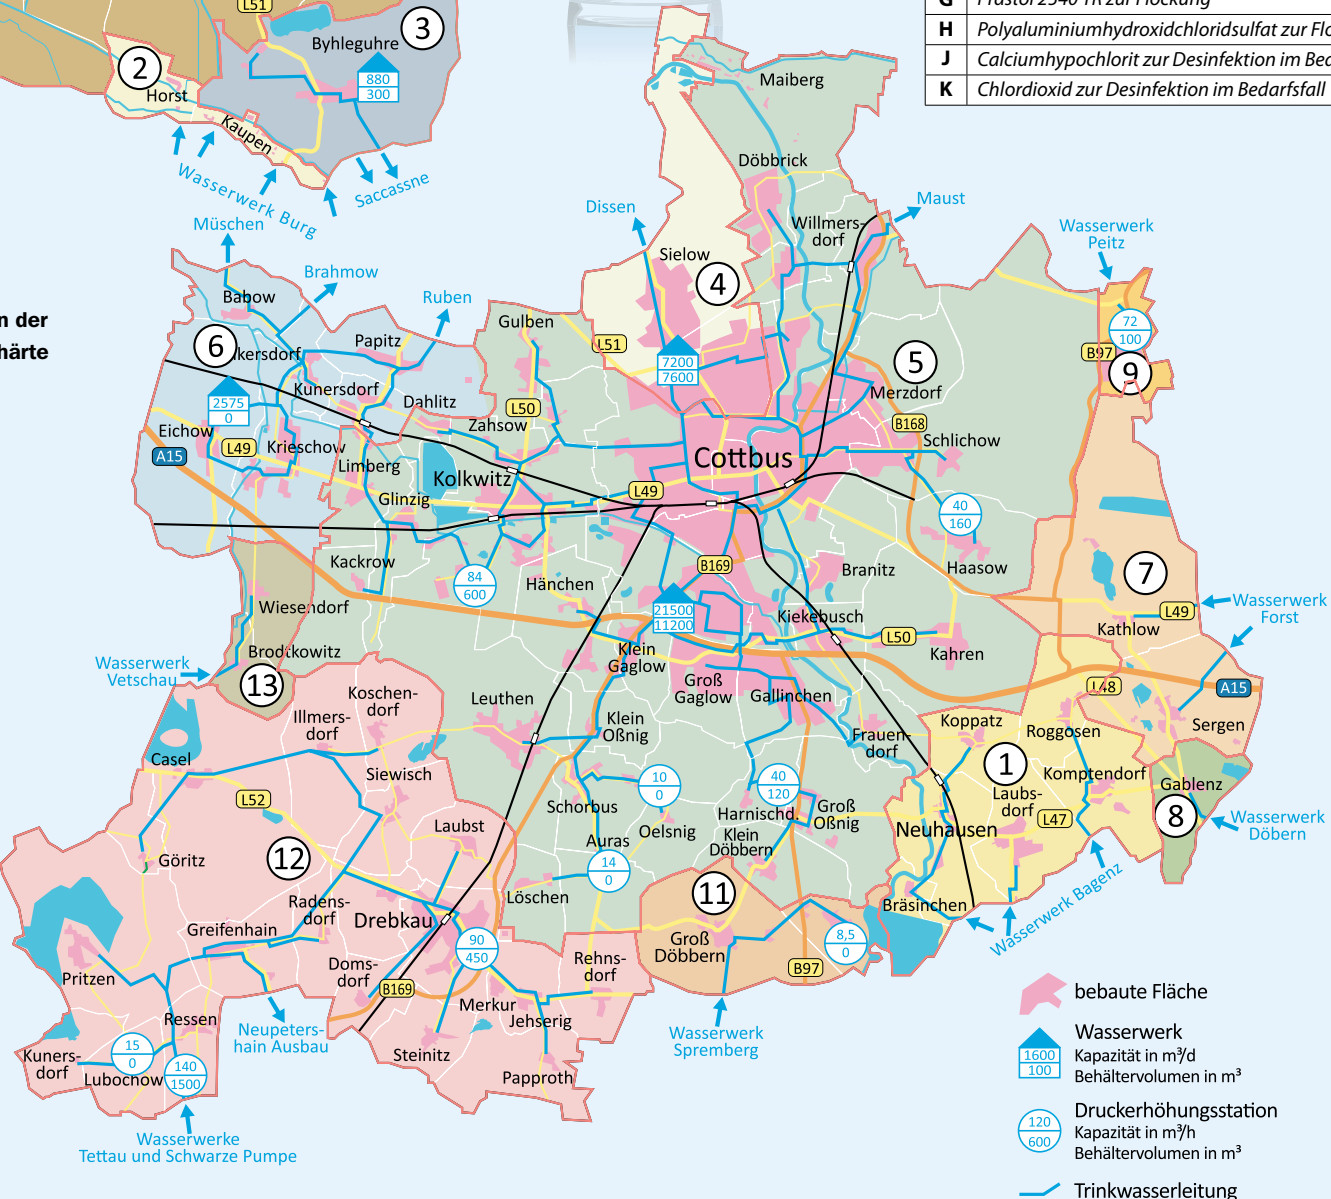 L51
Byhleguhre
3
880
300
2
Horst
Kaupen
Wasserwerk Burg
Saccassne
G
H
Polyaluminiumhydroxidchloridsulfat zur
J
Calciumhypochlorit zur Desinfektion im
K
Chlordioxid zur Desinfektion im Bedarfsfall
Maiberg
Döbbrick
Willmers-
dorf
Maust
Dissen
Sielow
4
Müschen
Brahmow
Ruben
Babow
6
Papitz
Kunersdorf
Dahlitz
Zahsow
Gulben
L51
L50
7200
7600
5
Merzdorf
B168
Schlichow
Wasserwerk
Peitz
72
100
B97
9
n der
härte
2575
0
Eichow
A15
L49
Krieschow
Limberg
Glinzig
Kolkwitz
Cottbus
L49
40
160
Haasow
Kackrow
84
600
Hänchen
B169
Branitz
7
L49
Wasserwerk
Forst
Kathlow
Wiesendorf
Brodtkowitz
13
Wasserwerk
Vetschau
21500
11200
Kiekebusch
L50
Kahren
Klein
Gaglow
Groß
Gaglow
Gallinchen
L48
A15
Sergen
Koschen-
dorf
Illmers-
dorf
Leuthen
Klein
Oßnig
Frauen-
dorf
Koppatz
Roggosen
1
Komptendorf
Laubs-
dorf
L47
Gablenz
8
Wasserwerk
Döbern
Casel
Siewisch
L52
Schorbus
10
0
Oelsnig
40
120
Harnischd.
Groß
Oßnig
Klein
Döbbern
Neuhausen
Laubst
12
Göritz
Auras
14
0
Löschen
11
Bräsinchen
Wasserwerk Bagenz
Radens-
dorf
Drebkau
Greifenhain
90
450
Groß
Döbbern
8,5
0
B97
Pritzen
Doms-
dorf
B169
Rehns-
dorf
Merkur
Jehserig
Wasserwerk
Spremberg
Ressen
Neupeters-
hain Ausbau
Kuners-
dorf
15
0
Lubochow
140
1500
Steinitz
Papproth
Wasserwerke
Tettau und Schwarze Pumpe
bebaute Fläche
Wasserwerk
1600
100
Kapazität in m³/d
Behältervolumen in m³
Druckerhöhungsstation
120
600
Kapazität in m³/h
Behältervolumen in m³
Trinkwasserleitung